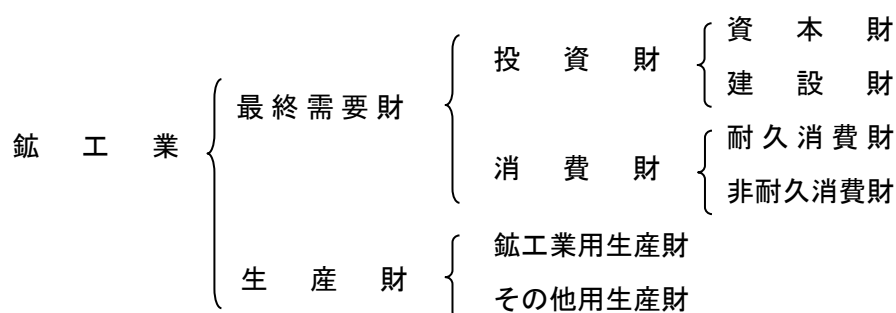 鉱工業
最終需要財
投資財
資本財
建設財
消費財
耐久消費財
非耐久消費財
生産財
鉱工業用生産財
その他用生産財